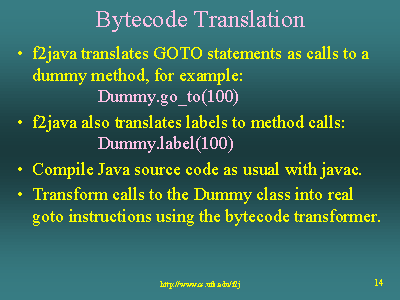 Bytecode Translation
• f2java translates GOTO statements as calls to a
dummy method, for example:
Dummy.go_to(100)
• f2java also translates labels to method calls:
Dummy.label(100)
• Compile Java source code as usual with javac.
• Transform calls to the Dummy class into real
goto instructions using the bytecode transformer.
http://www.cs.utk.edu/f2j
14